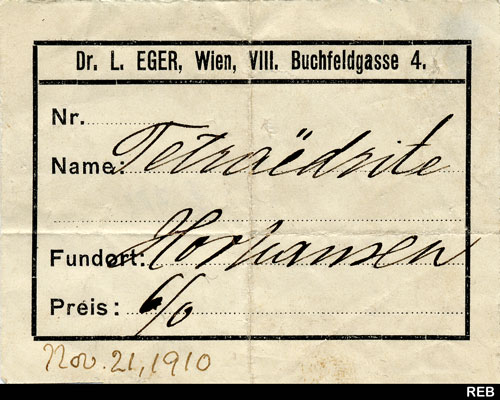 Dr. L. EGER, Wien, VIII. Buchfeldgasse 4.
Nr.
Name: Tetraëdrite
Fundort: Horhausen
Preis: 6/0
Nov. 21, 1910
REB